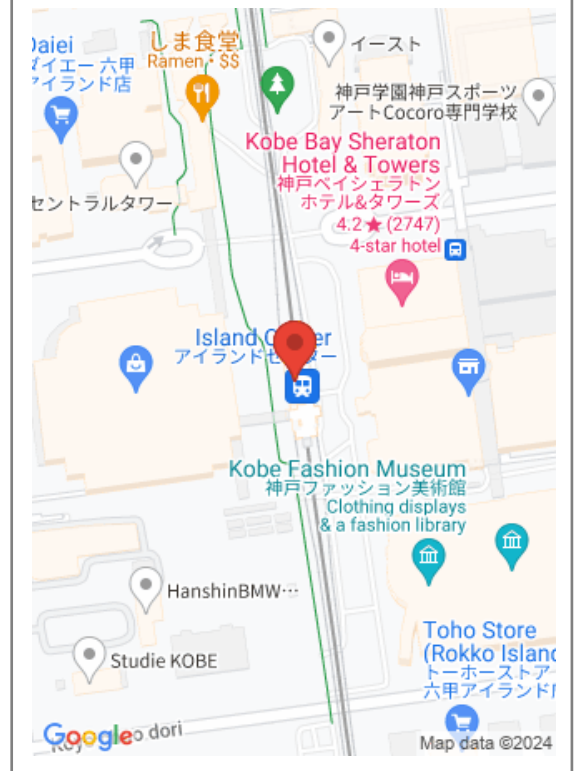 Daiei
ダイエー 六甲
アイランド店
しま食堂
Ramen · $$
イースト
神戸学園神戸スポーツ
アートCocoro専門学校
Kobe Bay Sheraton
Hotel & Towers
神戸ベイシェラトン
ホテル&タワーズ
4.2★(2747)
4-star hotel
セントラルタワー
Island
アイランドセ
Kobe Fashion Museum
神戸ファッション美術館
Clothing displays
& a fashion library
HanshinBMW…
Studie KOBE
Toho Store
(Rokko Island
トーホーストア
六甲アイランド
Google
dori
Map data ©2024